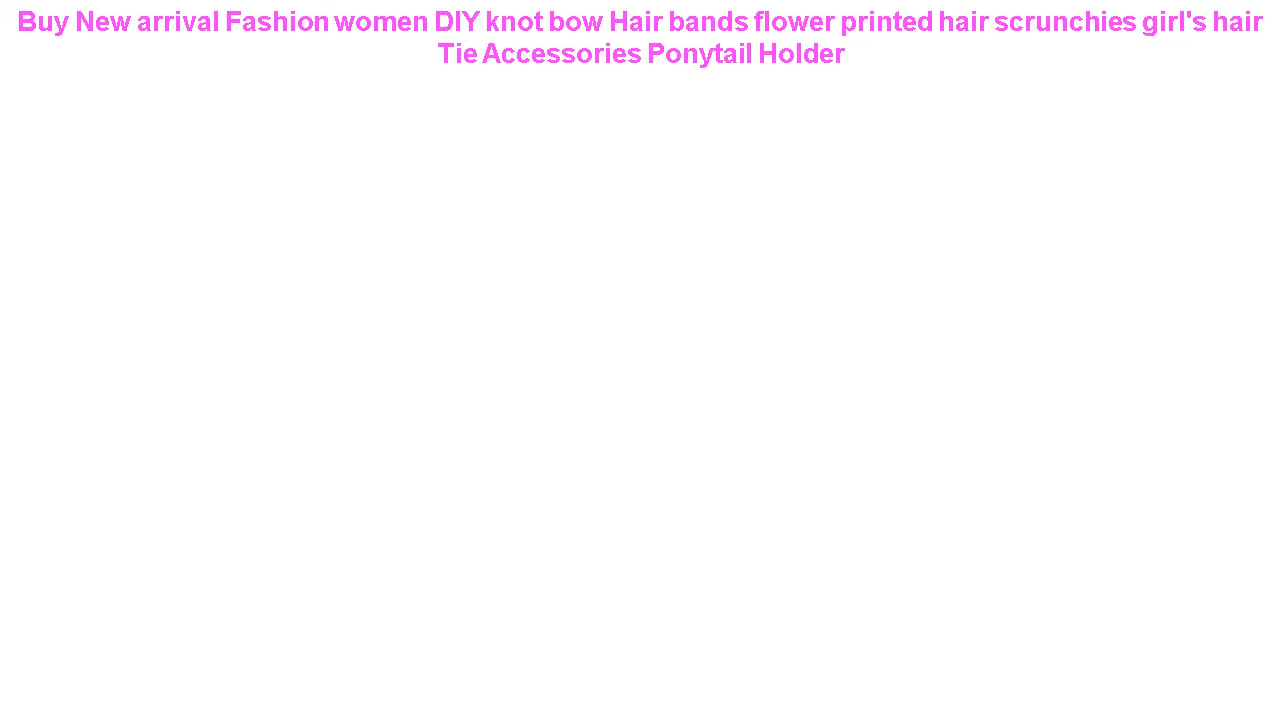 Buy New arrival Fashion women DIY knot bow Hair bands flower printed hair scrunchies girl's hair
Tie Accessories Ponytail Holder